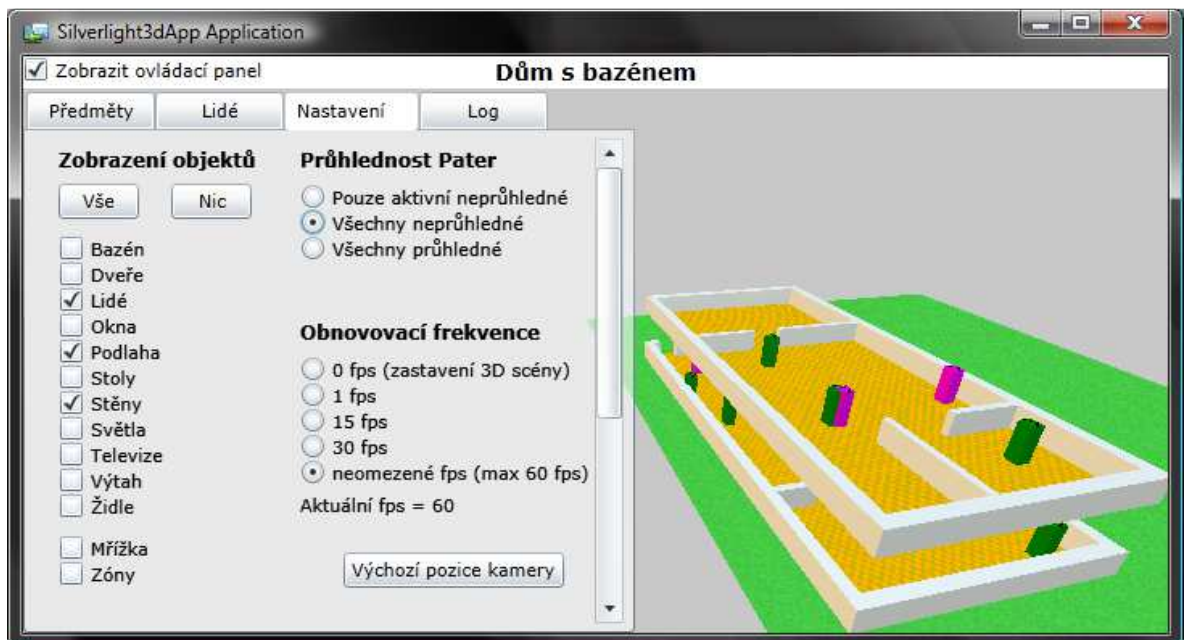 Silverlight3dApp Application
Zobrazit ovládací panel
Dům s bazénem
Předměty
Lidé
Nastavení
Log
Zobrazení objektů
Vše
Nic
Bazén
Dveře
Lidé
Okna
Podlaha
Stoly
Stěny
Světla
Televize
Výtah
Židle
Mřížka
Zóny
Průhlednost Pater
Pouze aktivní neprůhledné
Všechny neprůhledné
Všechny průhledné
Obnovovací frekvence
0 fps (zastavení 3D scény)
1 fps
15 fps
30 fps
neomezené fps (max 60 fps)
Aktuální fps = 60
Výchozí pozice kamery